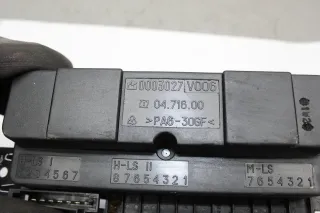 0003027 V006
04.716.00
>PA6-30GF<
H-LS II
M-LS
87654321
7654321